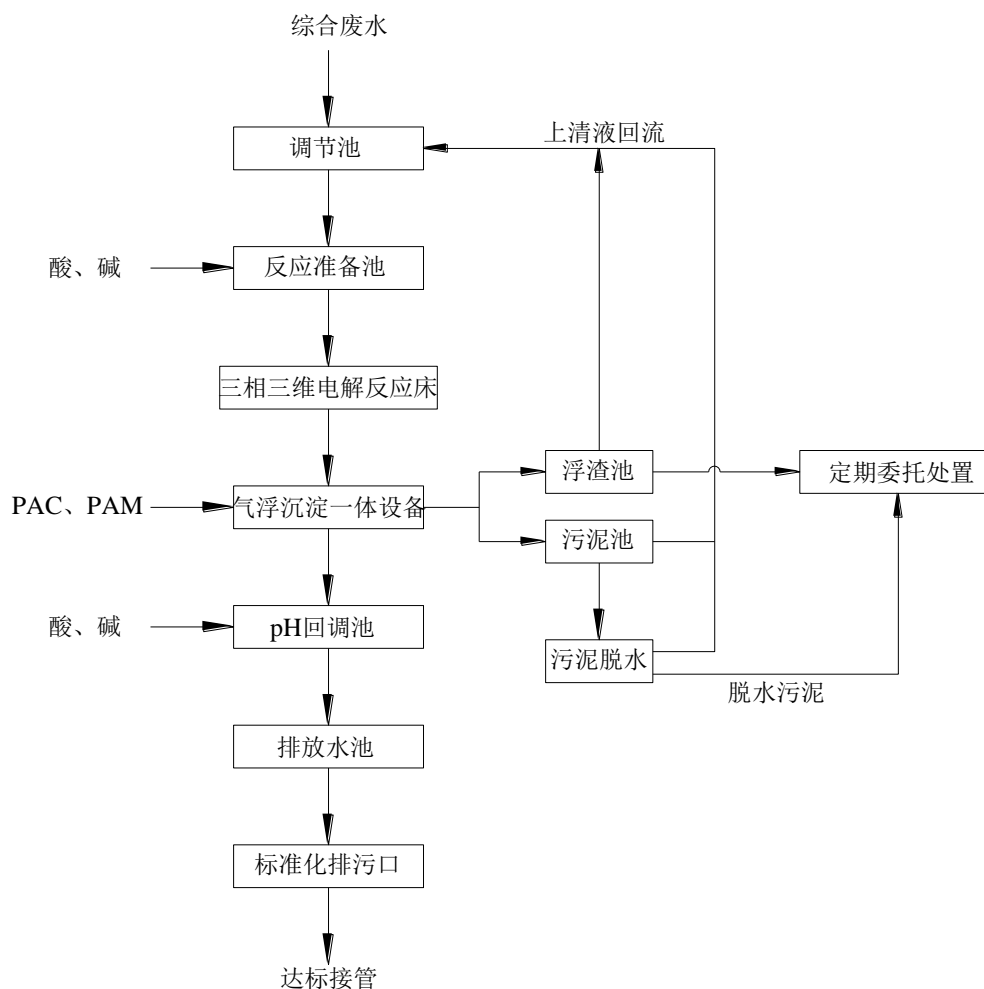 综合废水
上清液回流
调节池
酸、碱
反应准备池
三相三维电解反应床
浮渣池
定期委托处置
PAC、PAM
气浮沉淀一体设备
污泥池
酸、碱
pH回调池
污泥脱水
脱水污泥
排放水池
标准化排污口
达标接管